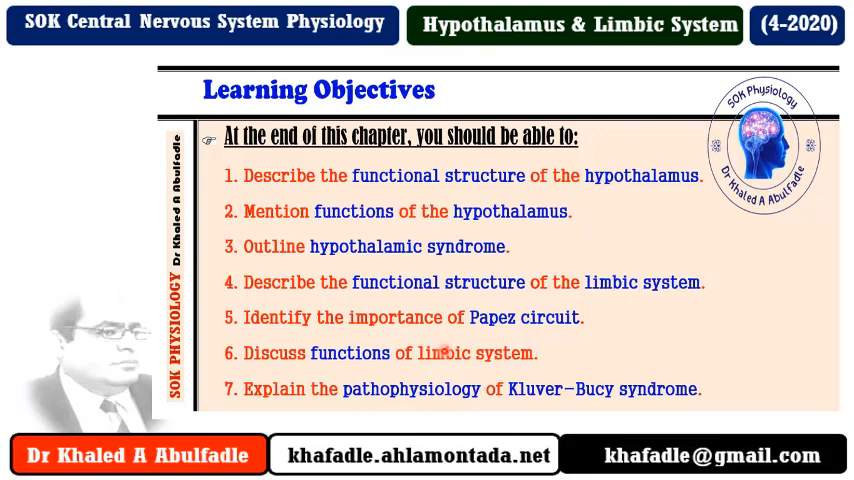 SOK Central Nervous System Physiology
Hypothalamus & Limbic System
(4-2020)
Learning Objectives
SOK Physiology
Dr Khaled A Abulfadle
☞ At the end of this chapter, you should be able to:
1. Describe the functional structure of the hypothalamus.
2. Mention functions of the hypothalamus.
3. Outline hypothalamic syndrome.
4. Describe the functional structure of the limbic system.
5. Identify the importance of Papez circuit.
6. Discuss functions of limbic system.
7. Explain the pathophysiology of Kluver-Bucy syndrome.
SOK PHYSIOLOGY Dr Khaled A Abulfadle
Dr Khaled A Abulfadle
khafadle.ahlamontada.net
khafadle@gmail.com